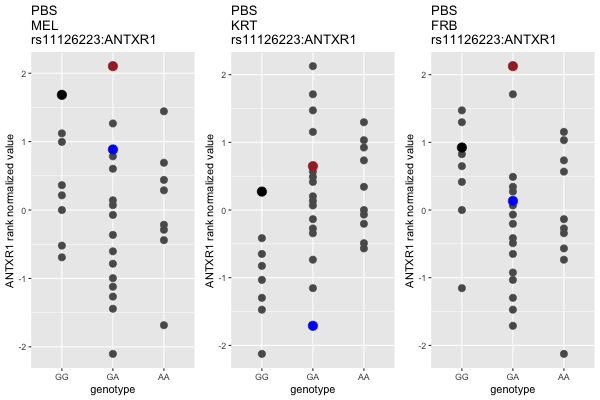 PBS
MEL
rs11126223:ANTXR1
PBS
KRT
rs11126223:ANTXR1
PBS
FRB
rs11126223:ANTXR1
ANTXR1 rank normalized value
2
1
0
-1
-2
GG GA AA
genotype
ANTXR1 rank normalized value
2
1
0
-1
-2
GG GA AA
genotype
ANTXR1 rank normalized value
2
1
0
-1
-2
GG GA AA
genotype